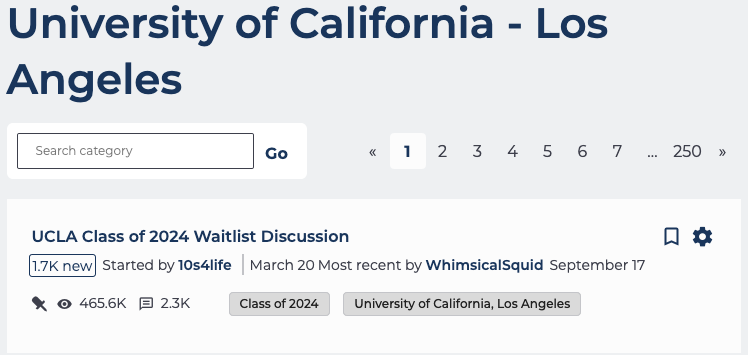 University of California - Los
Angeles
Search category
Go
« 1 2 3 4 5 6 7 ... 250 »
UCLA Class of 2024 Waitlist Discussion
1.7K new Started by 10s4life March 20 Most recent by WhimsicalSquid September 17
465.6K 2.3K Class of 2024 University of California, Los Angeles